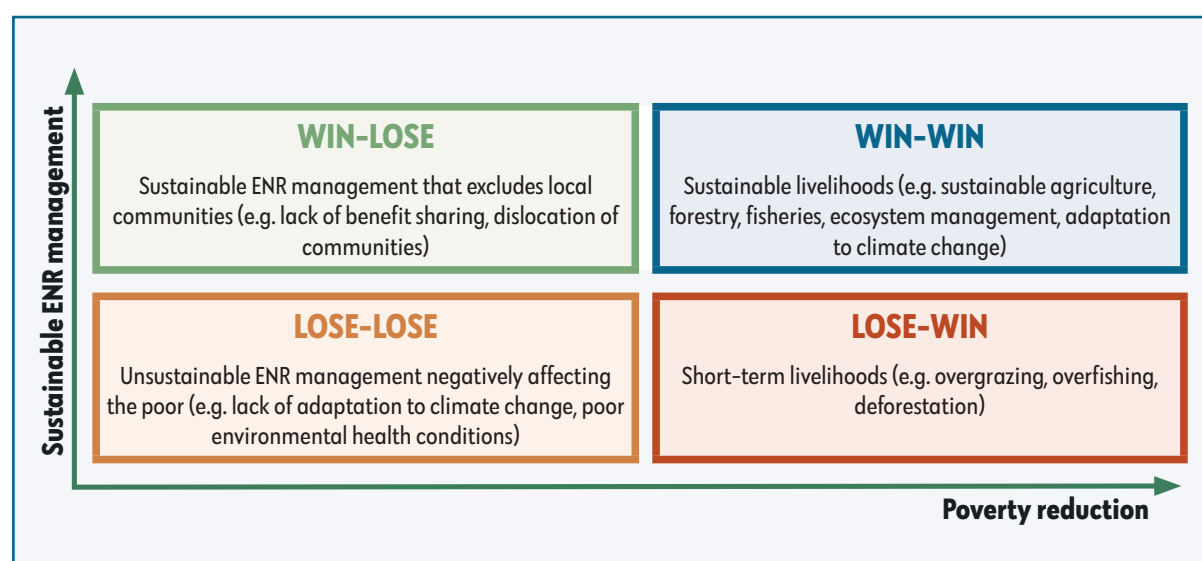 Sustainable ENR management
WIN-LOSE
Sustainable ENR management that excludes local
communities (e.g. lack of benefit sharing, dislocation of
communities)
WIN-WIN
Sustainable livelihoods (e.g. sustainable agriculture,
forestry, fisheries, ecosystem management, adaptation
to climate change)
LOSE-LOSE
Unsustainable ENR management negatively affecting
the poor (e.g. lack of adaptation to climate change, poor
environmental health conditions)
LOSE-WIN
Short-term livelihoods (e.g. overgrazing, overfishing,
deforestation)
Poverty reduction